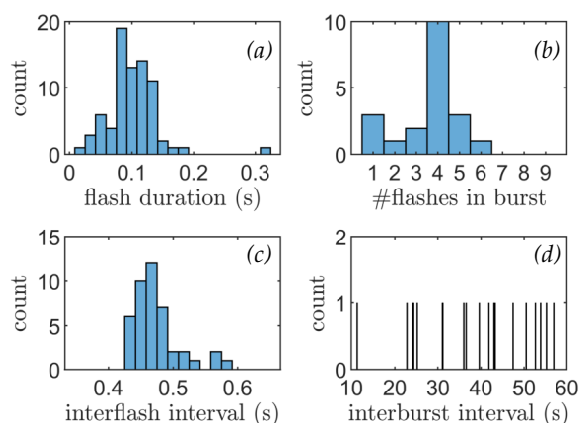 20
10
0
count
(a)
0 0.1 0.2 0.3
flash duration (s)
10
5
0
count
(b)
1 2 3 4 5 6 7 8 9
#flashes in burst
15
10
5
0
count
(c)
0.4 0.5 0.6
interflash interval (s)
2
1
0
count
(d)
10 20 30 40 50 60
interburst interval (s)